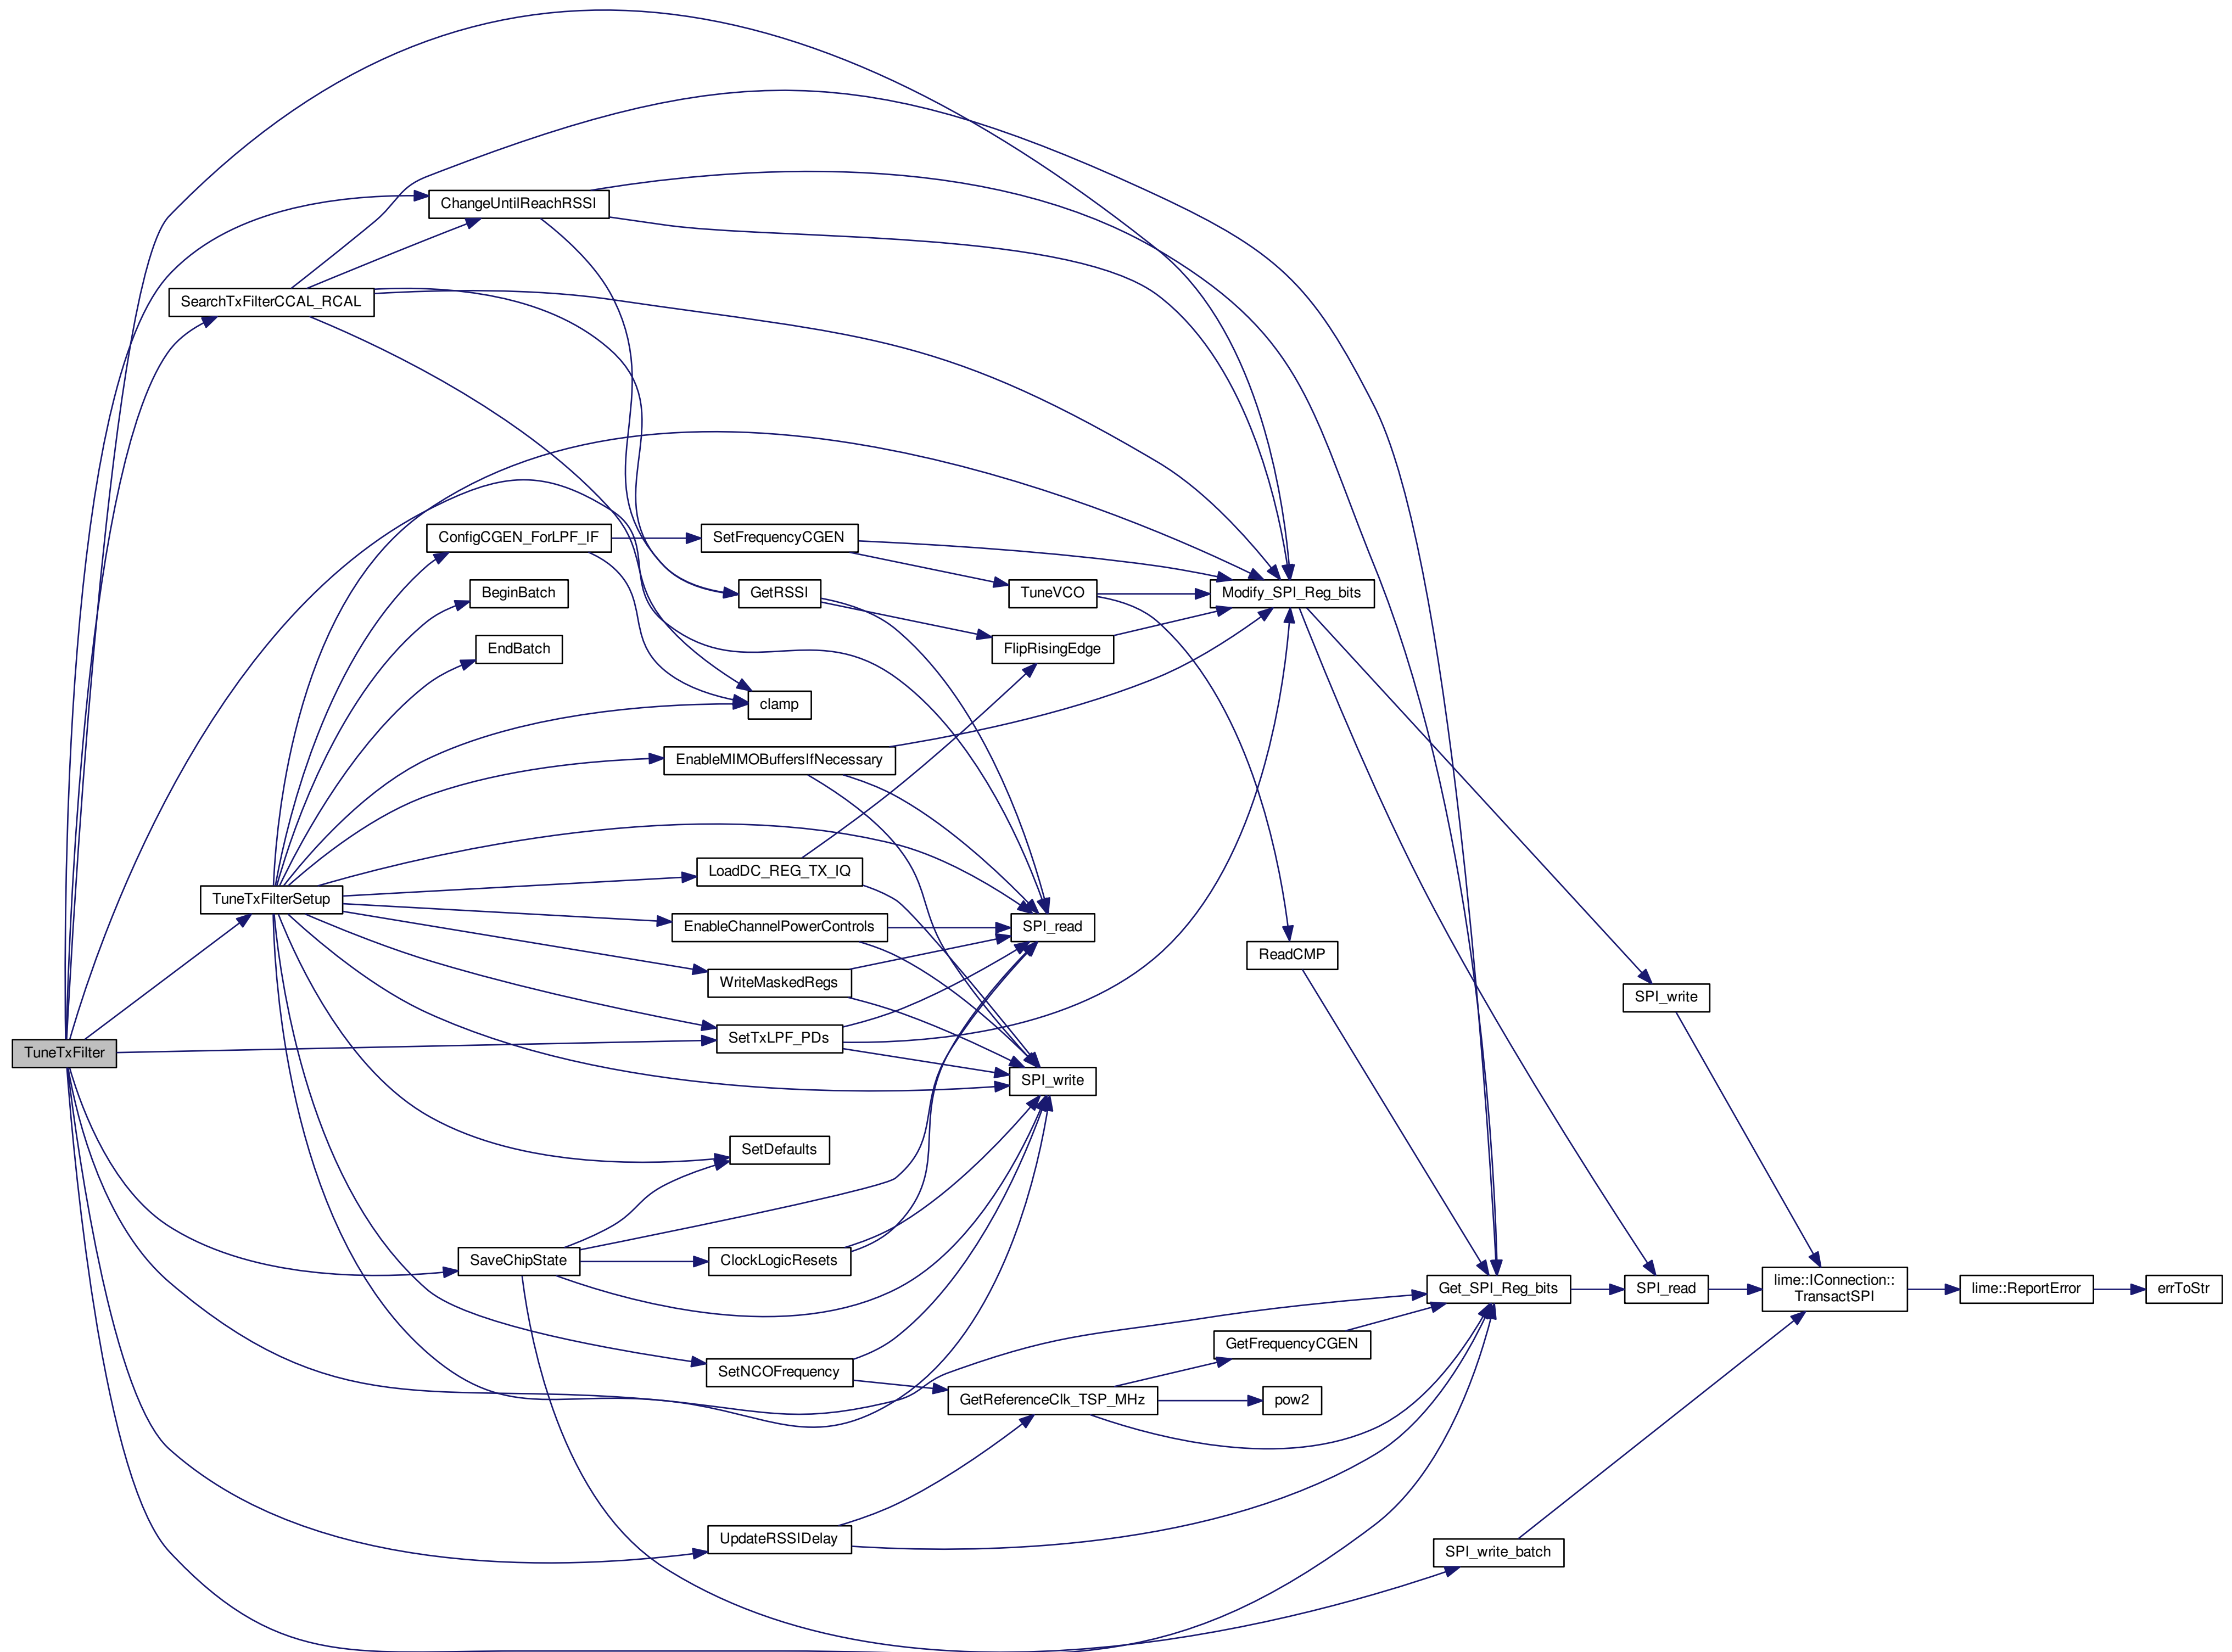 ChangeUntilReachRSSI
SearchTxFilterCCAL_RCAL
ConfigCGEN_ForLPF_IF
SetFrequencyCGEN
BeginBatch
GetRSSI
TuneVCO
Modify_SPI_Reg_bits
EndBatch
FlipRisingEdge
clamp
EnableMIMOBuffersIfNecessary
LoadDC_REG_TX_IQ
TuneTxFilterSetup
EnableChannelPowerControls
SPI_read
ReadCMP
WriteMaskedRegs
SPI_write
TuneTxFilter
SetTxLPF_PDs
SPI_write
SetDefaults
SaveChipState
ClockLogicResets
Get_SPI_Reg_bits
SPI_read
lime::IConnection::
TransactSPI
lime::ReportError
errToStr
GetFrequencyCGEN
SetNCOFrequency
GetReferenceClk_TSP_MHz
pow2
UpdateRSSIDelay
SPI_write_batch